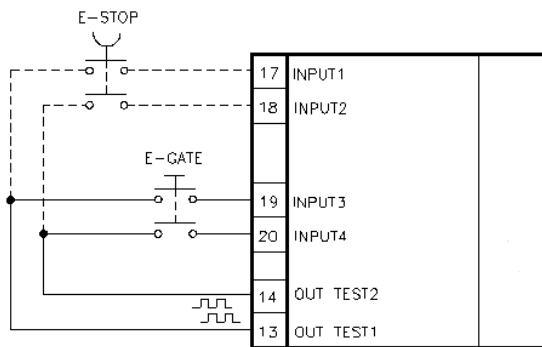 E-STOP
17 INPUT1
18 INPUT2
E-GATE
19 INPUT3
20 INPUT4
14 OUT TEST2
13 OUT TEST1